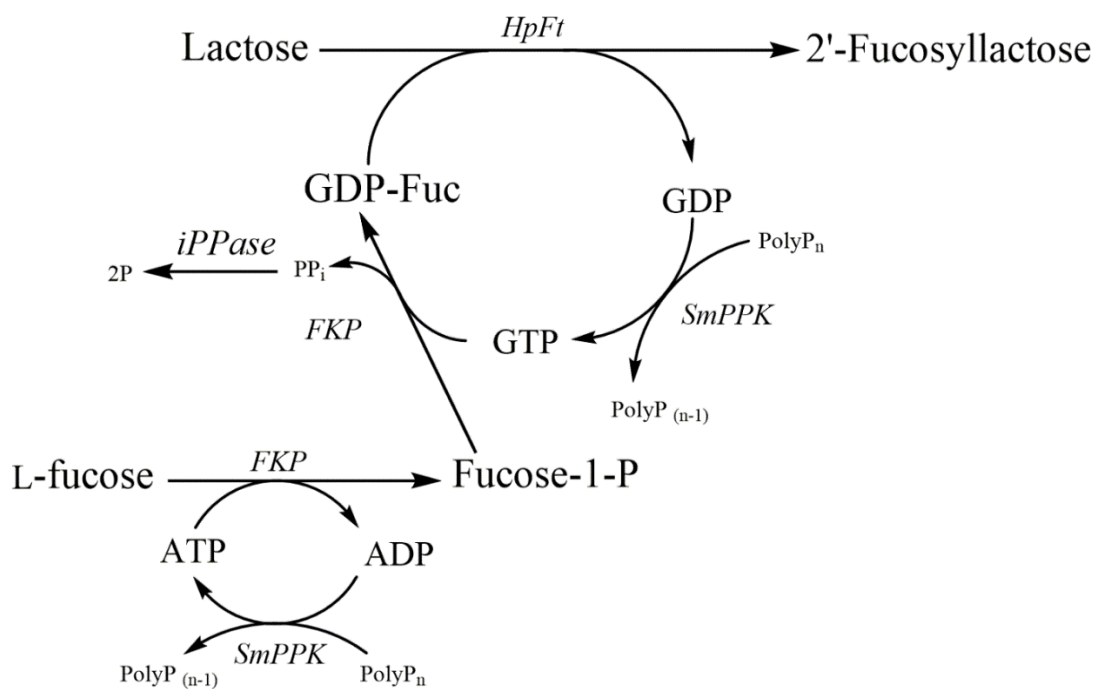 HpFt
Lactose
2'-Fucosyllactose
GDP-Fuc
GDP
PolyPn
iPPase
2P
PPi
SmPPK
FKP
GTP
PolyP (n-1)
FKP
L-fucose
Fucose-1-P
ATP
ADP
SmPPK
PolyP (n-1)
PolyPn